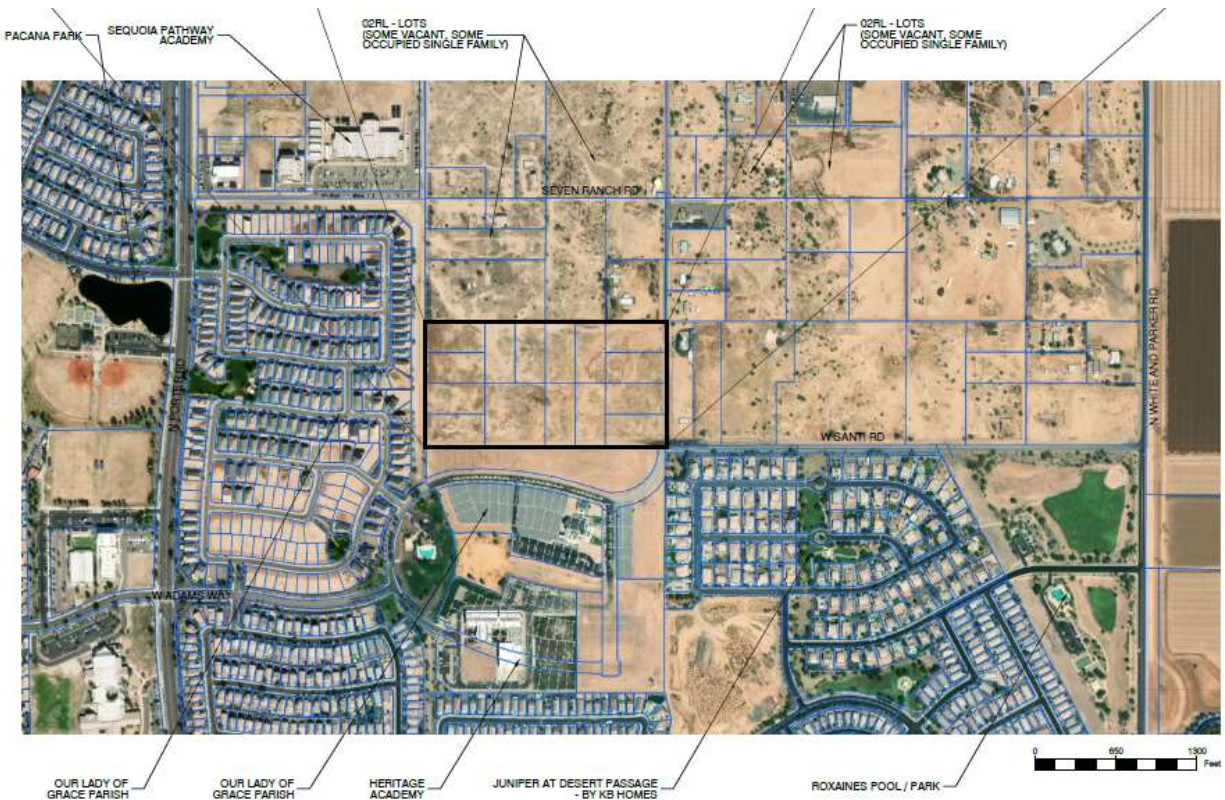 PACANA PARK
SEQUOIA PATHWAY
ACADEMY
02RL - LOTS
(SOME VACANT, SOME
OCCUPIED SINGLE FAMILY)
02RL - LOTS
(SOME VACANT, SOME
OCCUPIED SINGLE FAMILY)
SEVEN RANCH RD
N PORTER RD
N WHITE AND PARKER RD
W SANTI RD
W ADAMS WAY
0 650 1300
Feet
OUR LADY OF
GRACE PARISH
OUR LADY OF
GRACE PARISH
HERITAGE
ACADEMY
JUNIPER AT DESERT PASSAGE
- BY KB HOMES
ROXAINES POOL / PARK